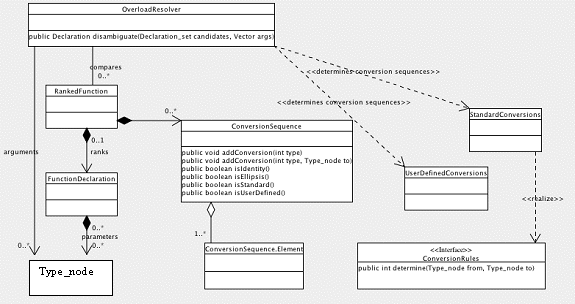 OverloadResolver
public Declaration disambiguate(Declaration_set candidates, Vector args)
compares
0..*
<<determines conversion sequences>>
RankedFunction
0..*
<<determines conversion sequences>>
ConversionSequence
StandardConversions
0..1
arguments
ranks
public void addConversion(int type)
public void addConversion(int type, Type_node to)
public boolean isIdentity()
public boolean isEllipsis()
public boolean isStandard()
public boolean isUserDefined()
FunctionDeclaration
UserDefinedConversions
<<realize>>
0..*
parameters
0..*
0..*
1..*
ConversionSequence.Element
<<Interface>>
ConversionRules
public int determine(Type_node from, Type_node to)
Type_node